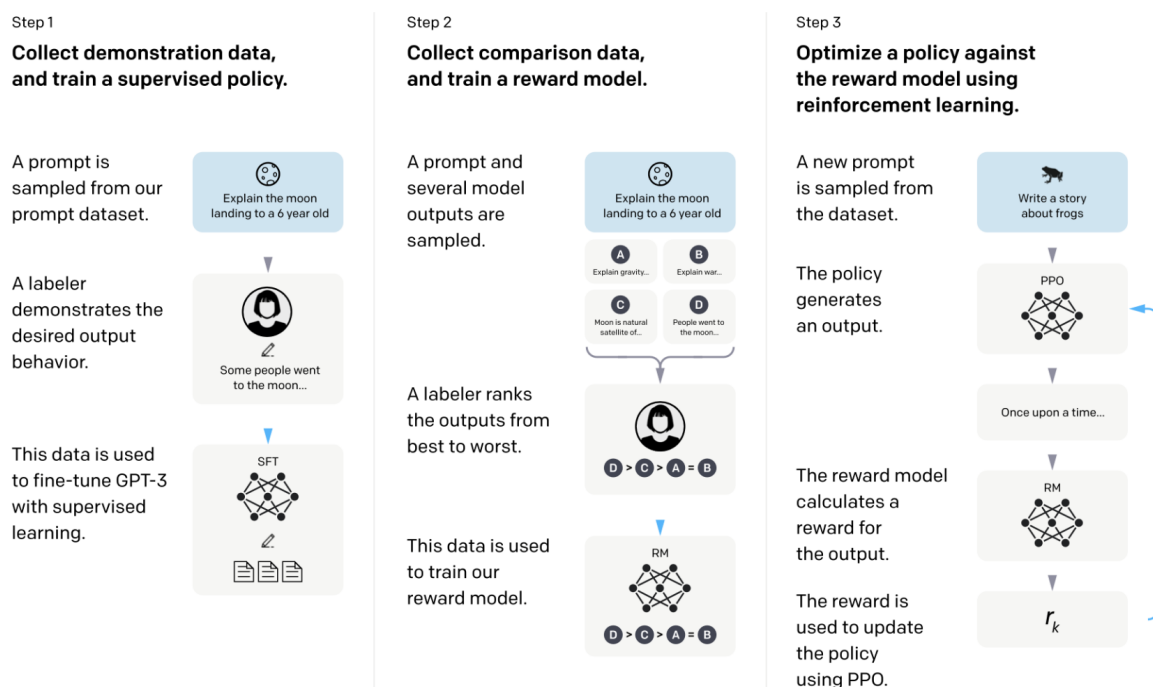 Step 1
Collect demonstration data,
and train a supervised policy.
A prompt is
sampled from our
prompt dataset.
Explain the moon
landing to a 6 year old
A labeler
demonstrates the
desired output
behavior.
Some people went
to the moon...
This data is used
to fine-tune GPT-3
with supervised
learning.
SFT
Step 2
Collect comparison data,
and train a reward model.
A prompt and
several model
outputs are
sampled.
Explain the moon
landing to a 6 year old
A
Explain gravity...
B
Explain war...
C
Moon is natural
satellite of...
D
People went to
the moon...
A labeler ranks
the outputs from
best to worst.
D > C > A = B
This data is used
to train our
reward model.
RM
D > C > A = B
Step 3
Optimize a policy against
the reward model using
reinforcement learning.
A new prompt
is sampled from
the dataset.
Write a story
about frogs
The policy
generates
an output.
PPO
Once upon a time...
The reward model
calculates a
reward for
the output.
RM
The reward is
used to update
the policy
using PPO.
rₖ